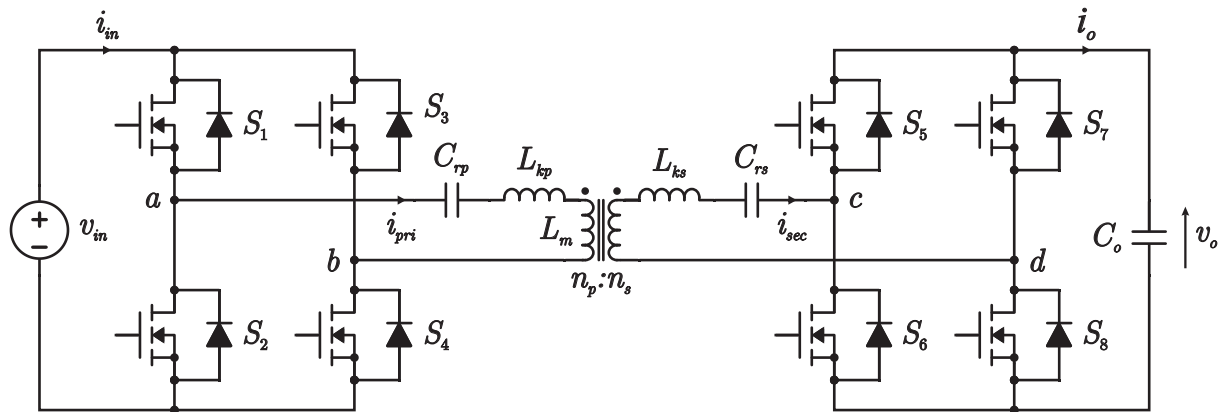 i_in
i_o
S_1
S_3
S_5
S_7
C_rp
L_kp
L_ks
C_rs
a
c
v_in
i_pri
L_m
i_sec
C_o
v_o
b
d
n_p:n_s
S_2
S_4
S_6
S_8